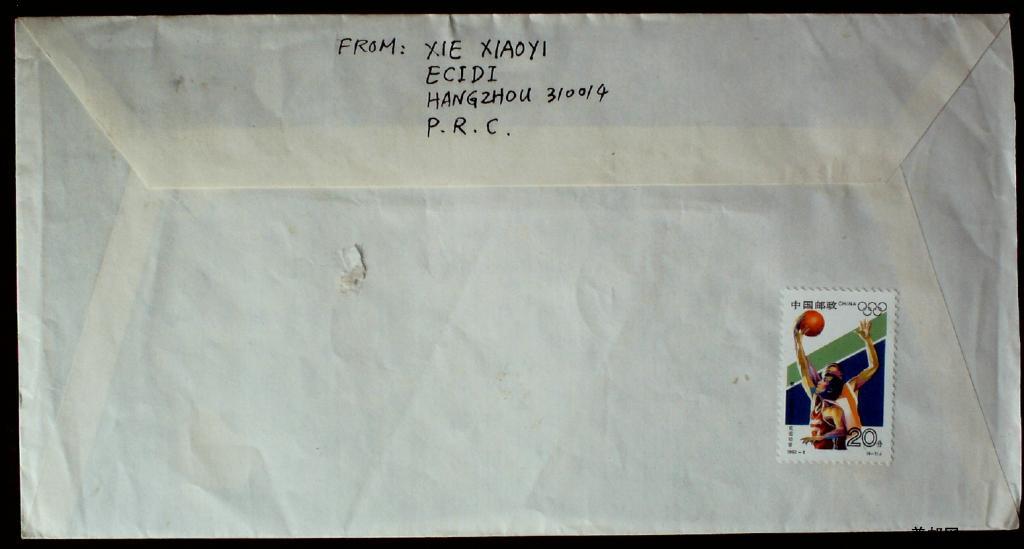 FROM: XIE XIAOYI
ECIDI
HANGZHOU 310014
P.R.C.
中国邮政 CHINA
20分